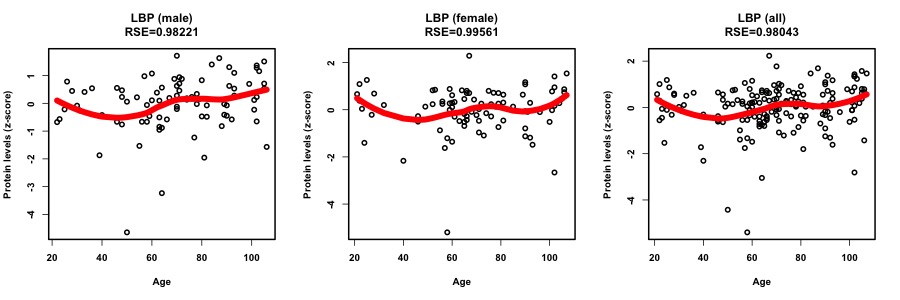 LBP (male)
RSE=0.98221
Protein levels (z-score)
1
0
-1
-2
-3
-4
20 40 60 80 100
Age
LBP (female)
RSE=0.99561
Protein levels (z-score)
2
0
-2
-4
20 40 60 80 100
Age
LBP (all)
RSE=0.98043
Protein levels (z-score)
2
0
-2
-4
20 40 60 80 100
Age